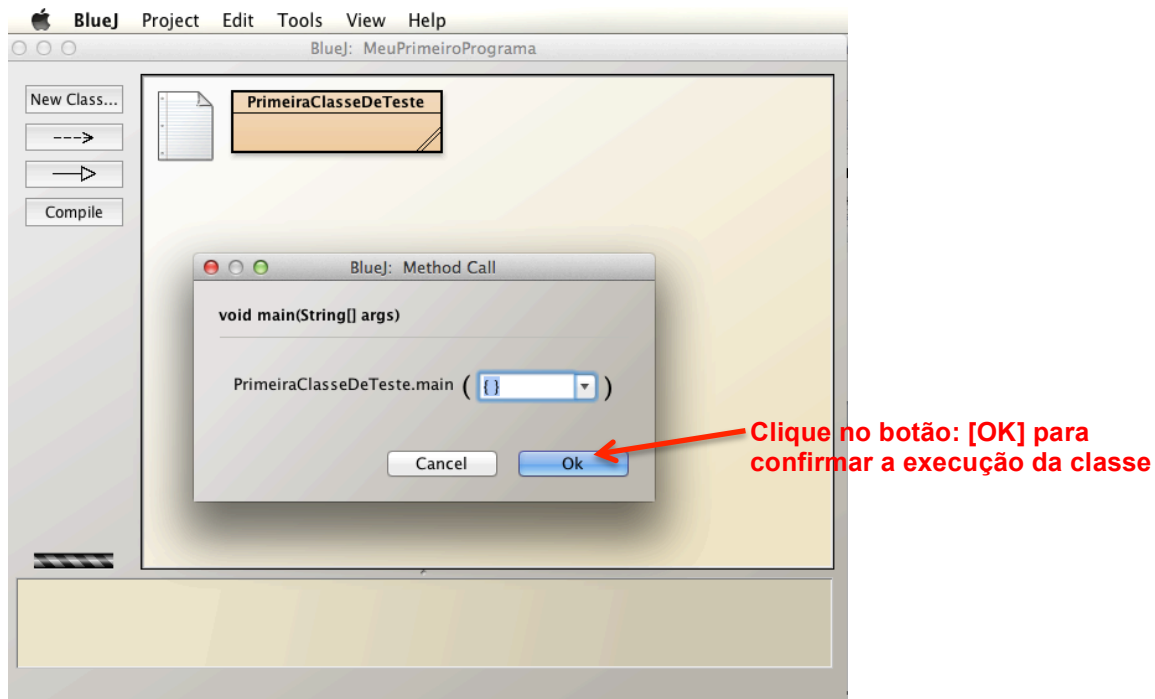 BlueJ Project Edit Tools View Help
BlueJ: MeuPrimeiroPrograma
New Class...
PrimeiraClasseDeTeste
Compile
BlueJ: Method Call
void main(String[] args)
PrimeiraClasseDeTeste.main ( {} )
Cancel Ok
Clique no botão: [OK] para
confirmar a execução da classe